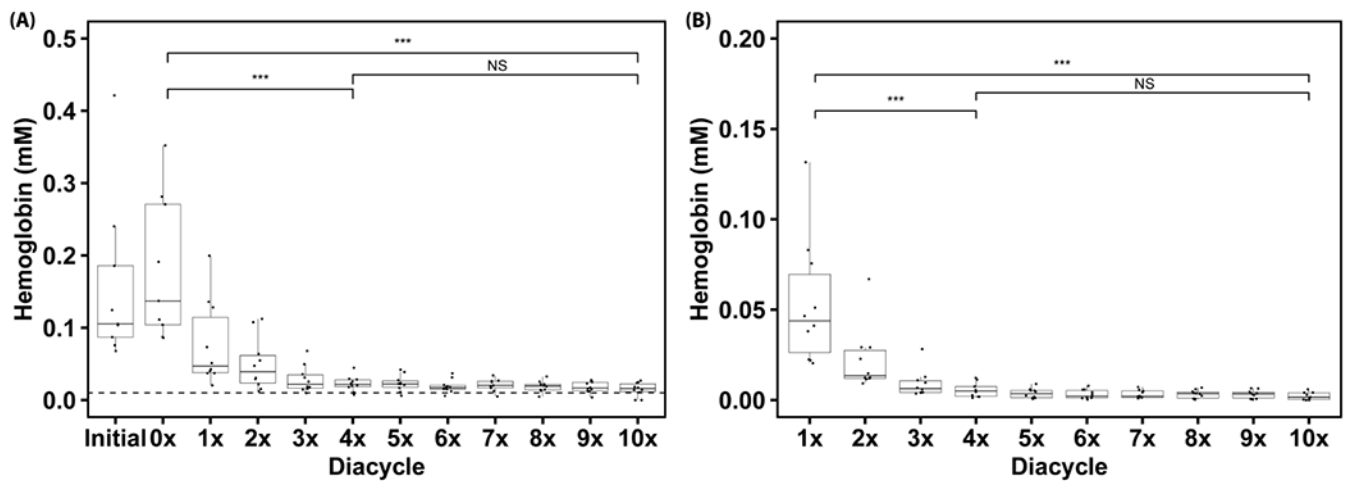 (A)
Hemoglobin (mM)
0.5
0.4
0.3
0.2
0.1
0.0
***
NS
***
Initial 0x 1x 2x 3x 4x 5x 6x 7x 8x 9x 10x
Diacycle
(B)
Hemoglobin (mM)
0.20
0.15
0.10
0.05
0.00
***
NS
***
1x 2x 3x 4x 5x 6x 7x 8x 9x 10x
Diacycle